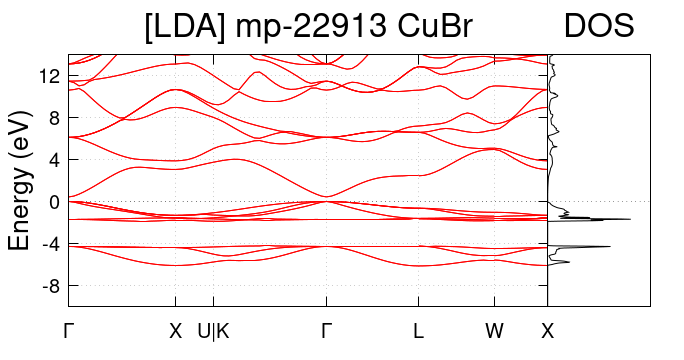 [LDA] mp-22913 CuBr
DOS
Energy (eV)
12
8
4
0
-4
-8
Γ X U|K Γ L W X